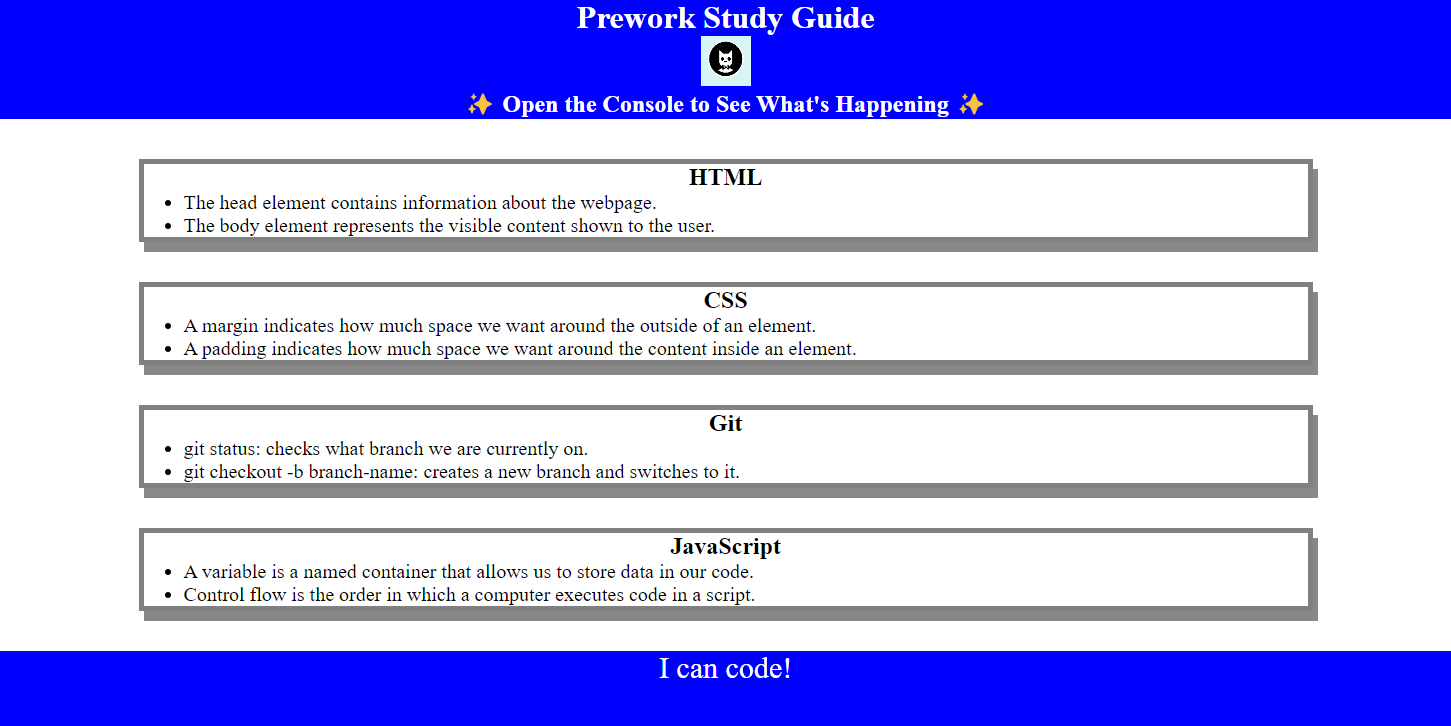 Prework Study Guide
✨ Open the Console to See What's Happening ✨
HTML
• The head element contains information about the webpage.
• The body element represents the visible content shown to the user.
CSS
• A margin indicates how much space we want around the outside of an element.
• A padding indicates how much space we want around the content inside an element.
Git
• git status: checks what branch we are currently on.
• git checkout -b branch-name: creates a new branch and switches to it.
JavaScript
• A variable is a named container that allows us to store data in our code.
• Control flow is the order in which a computer executes code in a script.
I can code!